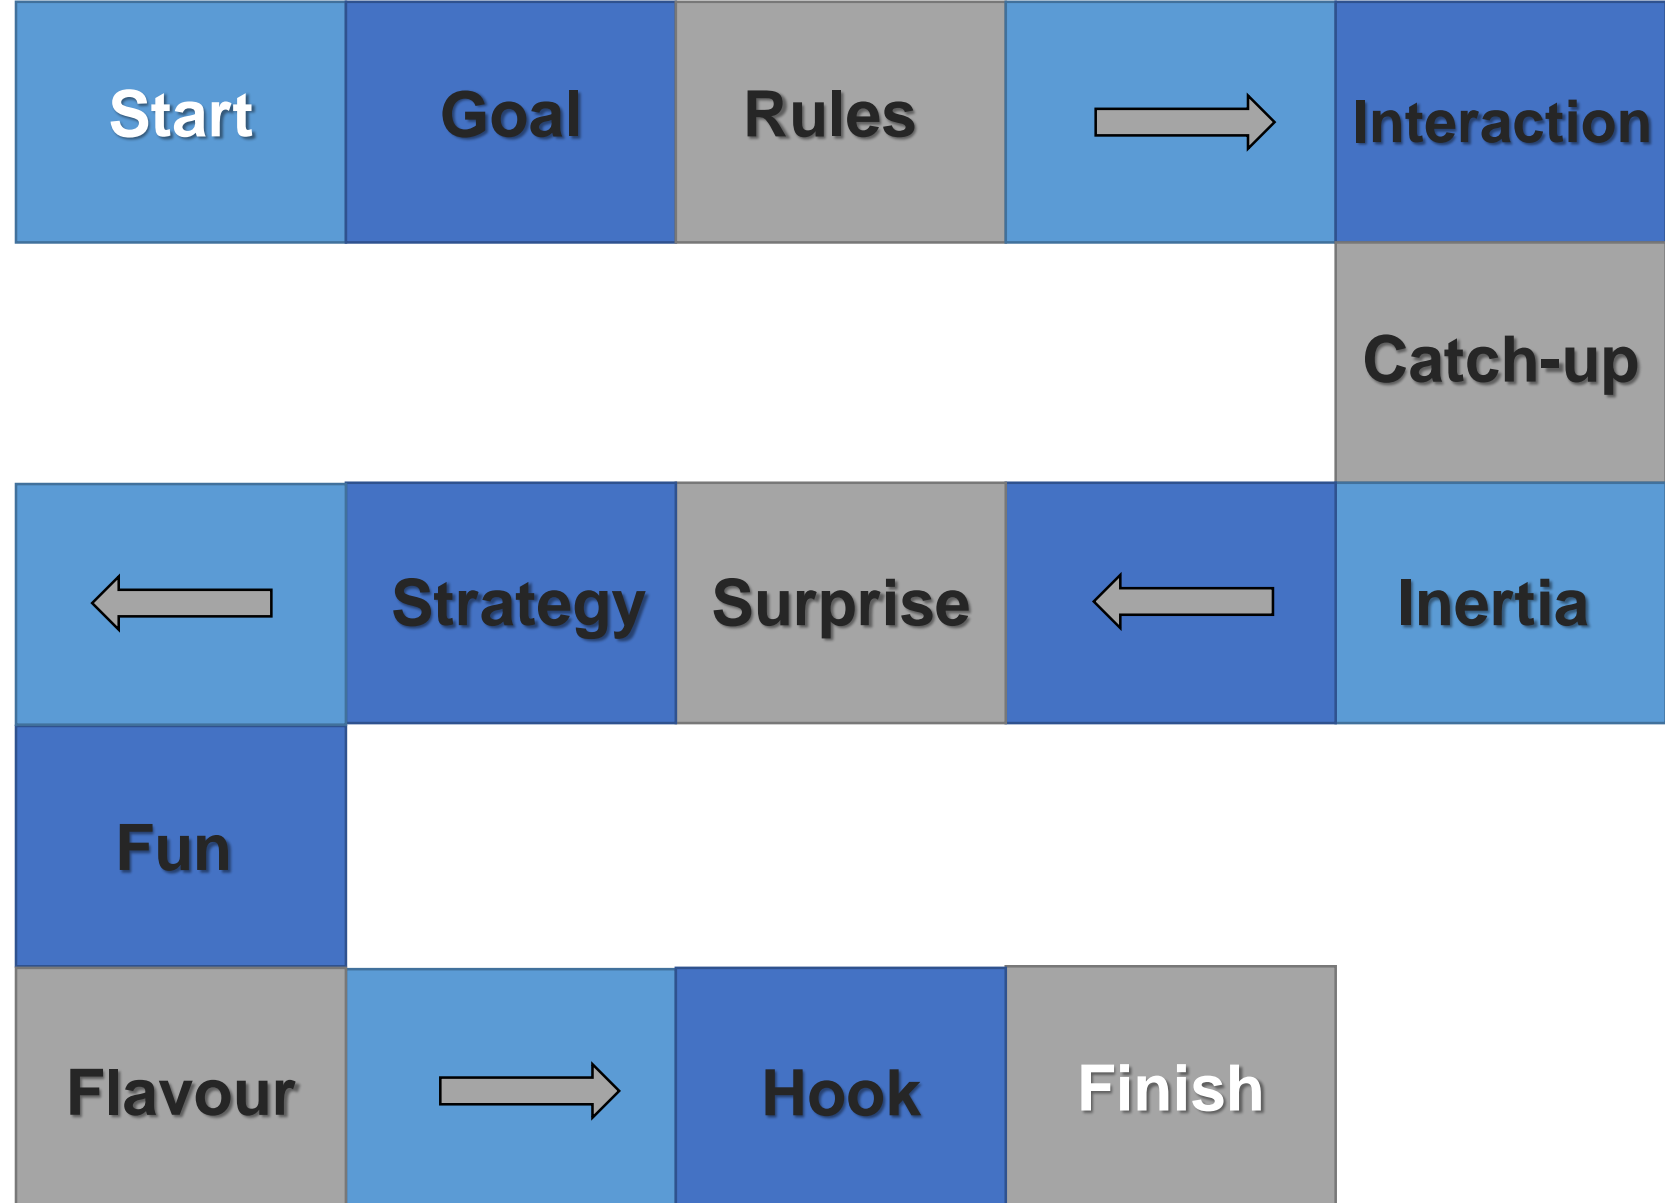 Start
Goal
Rules
Interaction
Catch-up
Inertia
Surprise
Strategy
Fun
Flavour
Hook
Finish